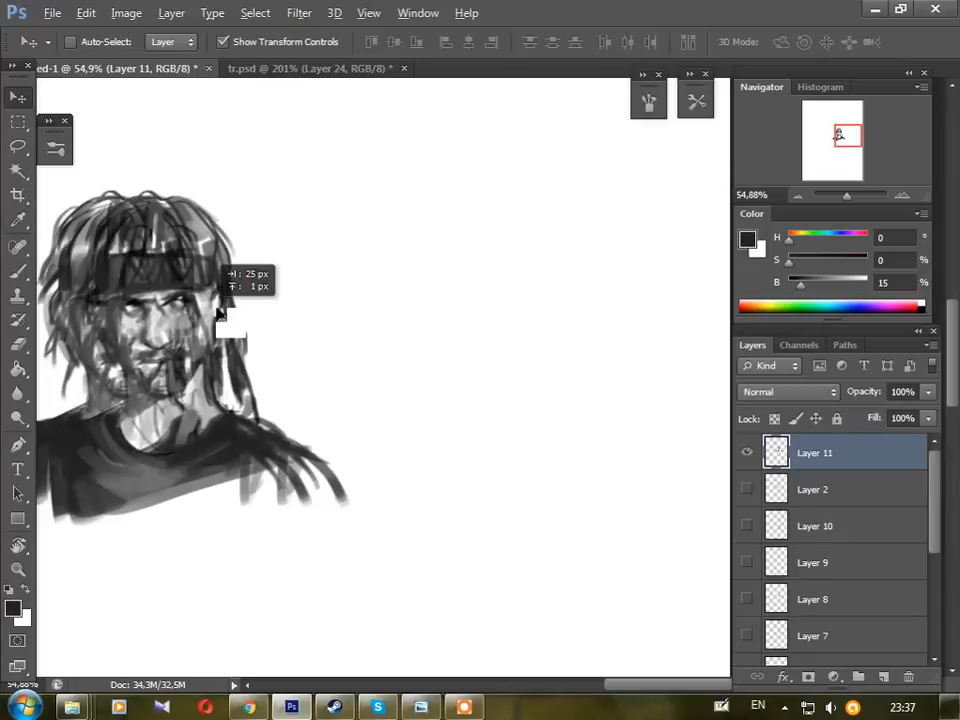 Ps File Edit Image Layer Type Select Filter 3D View Window Help
Auto-Select: Layer Show Transform Controls 3D Mode:
ed-1 @ 54,9% (Layer 11, RGB/8) * × tr.psd @ 201% (Layer 24, RGB/8) * ×
Navigator Histogram
54,88%
Color
H 0 °
S 0 %
B 15 %
: 25 px
: 1 px
Layers Channels Paths
Kind
Normal Opacity: 100%
Lock: Fill: 100%
Layer 11
Layer 2
Layer 10
Layer 9
Layer 8
Layer 7
54,88% Doc: 34,3M/32,5M
EN 23:37